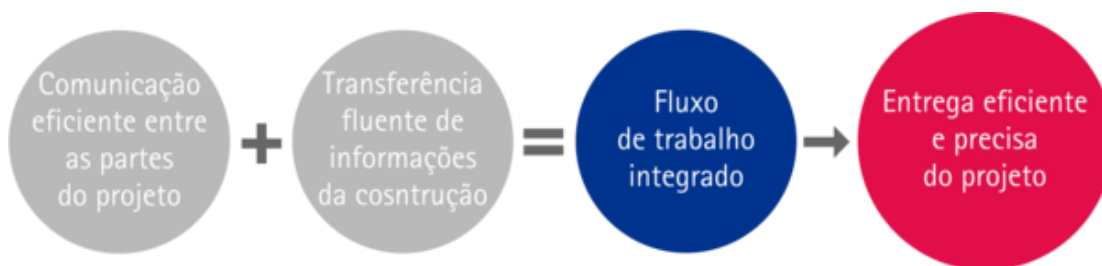 Comunicação
eficiente entre
as partes
do projeto
+
Transferência
fluente de
informações
da cosntrução
=
Fluxo
de trabalho
integrado
Entrega eficiente
e precisa
do projeto